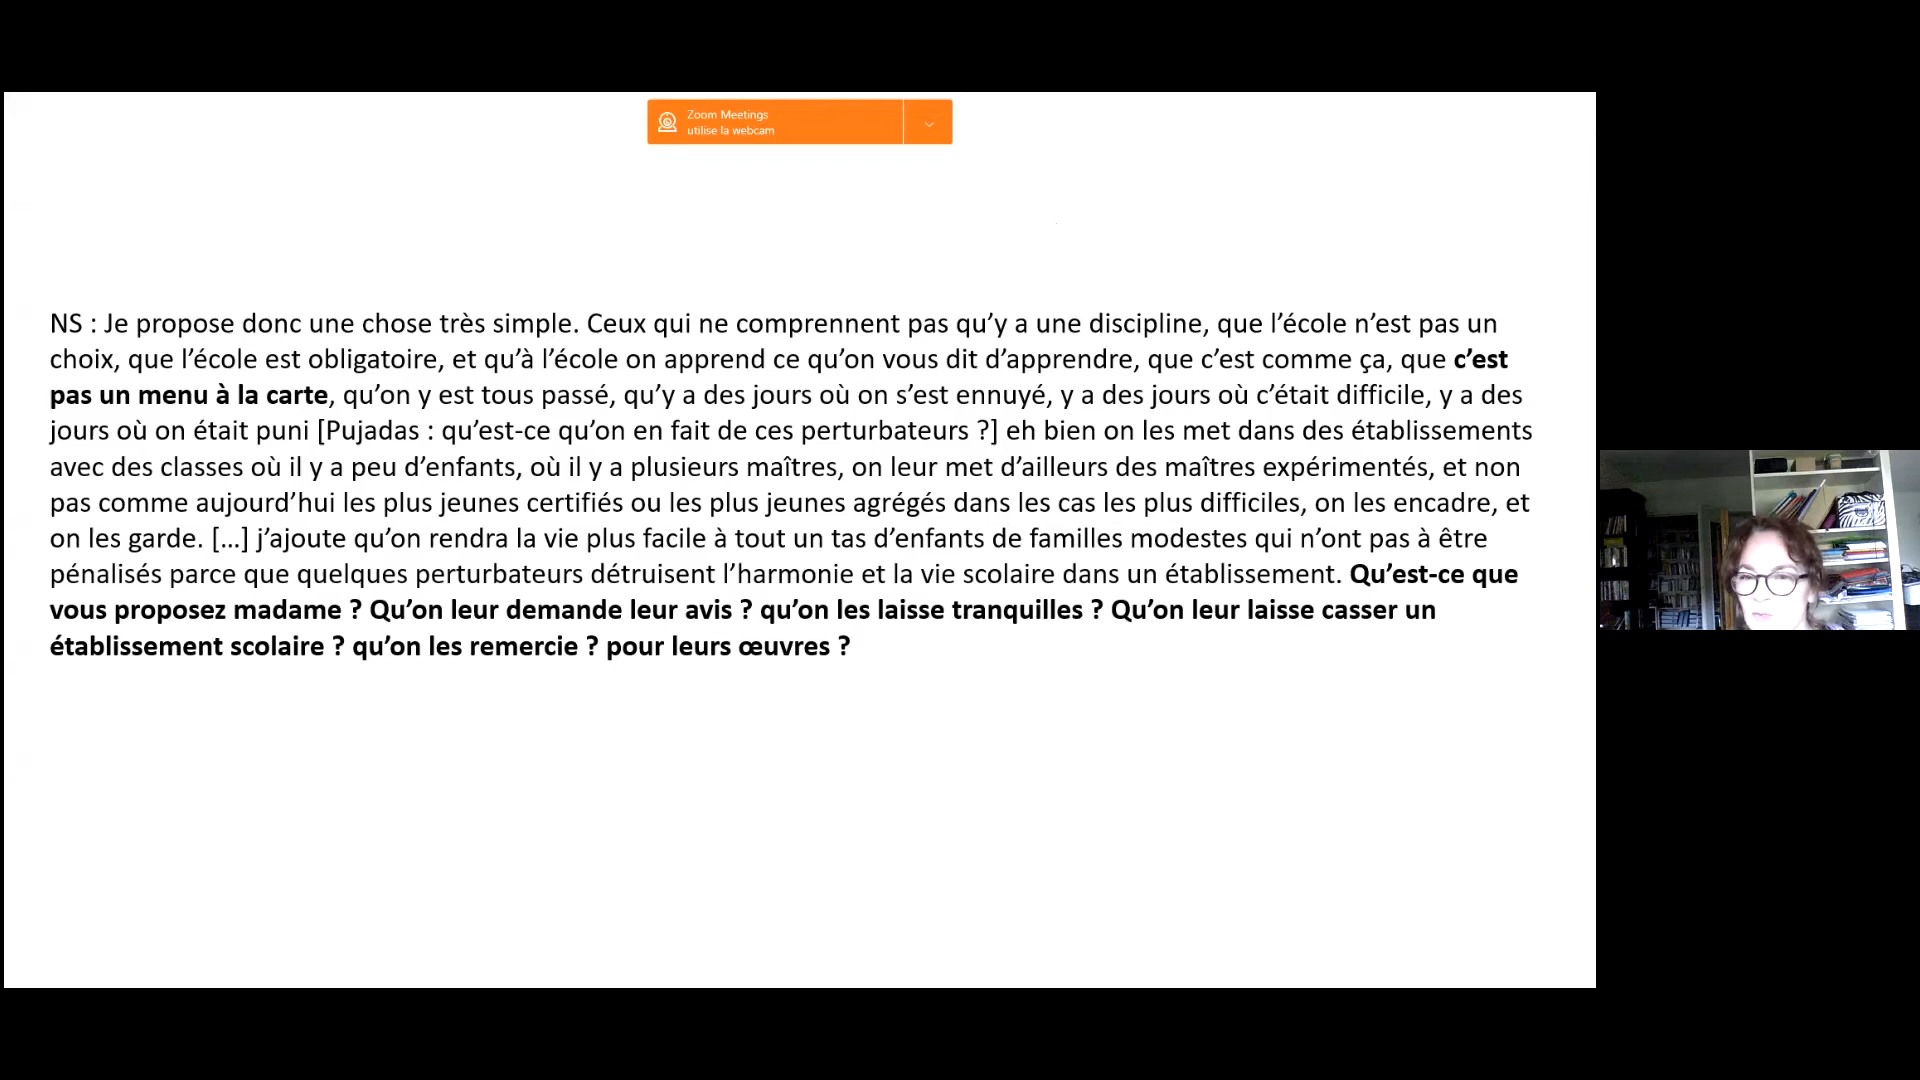 Zoom Meetings
utilise la webcam
NS : Je propose donc une chose très simple. Ceux qui ne comprennent pas qu’y a une discipline, que l’école n’est pas un
choix, que l’école est obligatoire, et qu’à l’école on apprend ce qu’on vous dit d’apprendre, que c’est comme ça, que c’est
pas un menu à la carte, qu’on y est tous passé, qu’y a des jours où on s’est ennuyé, y a des jours où c’était difficile, y a des
jours où on était puni [Pujadas : qu’est-ce qu’on en fait de ces perturbateurs ?] eh bien on les met dans des établissements
avec des classes où il y a peu d’enfants, où il y a plusieurs maîtres, on leur met d’ailleurs des maîtres expérimentés, et non
pas comme aujourd’hui les plus jeunes certifiés ou les plus jeunes agrégés dans les cas les plus difficiles, on les encadre, et
on les garde. […] j’ajoute qu’on rendra la vie plus facile à tout un tas d’enfants de familles modestes qui n’ont pas à être
pénalisés parce que quelques perturbateurs détruisent l’harmonie et la vie scolaire dans un établissement. Qu’est-ce que
vous proposez madame ? Qu’on leur demande leur avis ? qu’on les laisse tranquilles ? Qu’on leur laisse casser un
établissement scolaire ? qu’on les remercie ? pour leurs œuvres ?